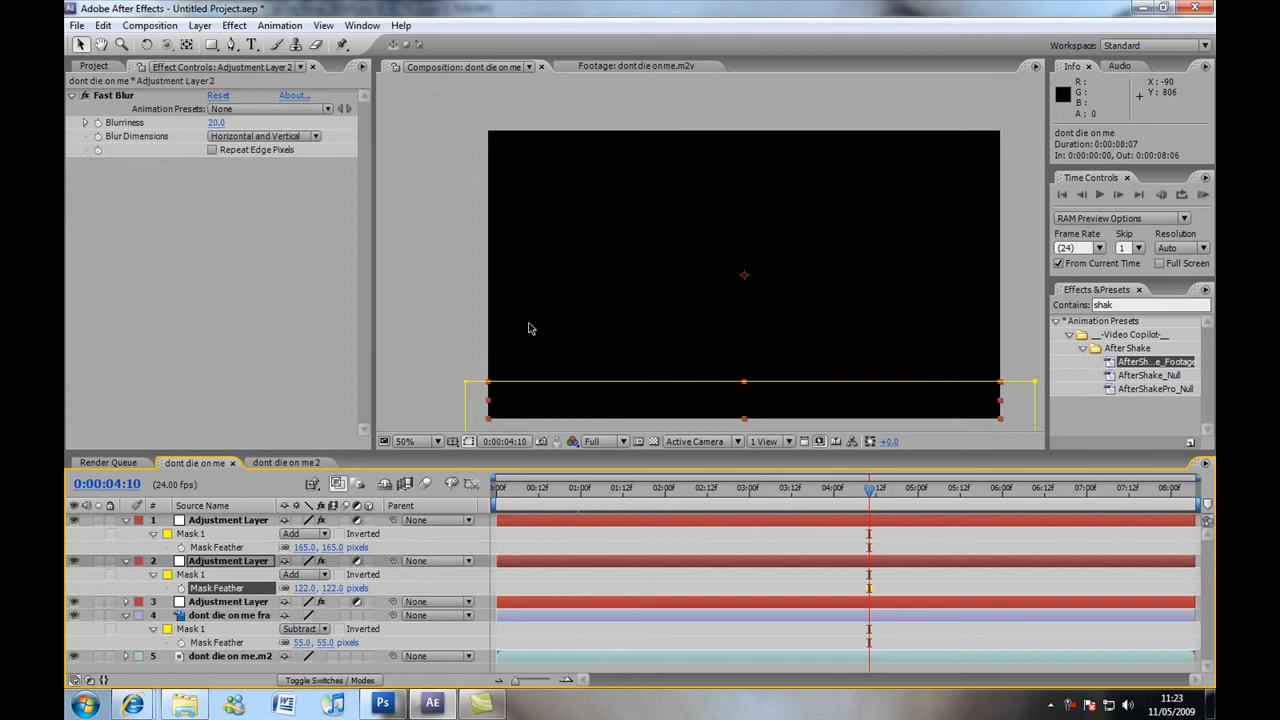 Adobe After Effects - Untitled Project.aep *
File Edit Composition Layer Effect Animation View Window Help
Workspace: Standard
Project Effect Controls: Adjustment Layer 2
dont die on me * Adjustment Layer 2
fx Fast Blur Reset About...
Animation Presets: None
Blurriness 20.0
Blur Dimensions Horizontal and Vertical
Repeat Edge Pixels
Composition: dont die on me Footage: dont die on me.m2v
50% 0:00:04:10 Full Active Camera 1 View +0.0
Info Audio
R : X : -90
G : Y : 806
B :
A : 0
dont die on me
Duration: 0:00:08:07
In: 0:00:00:00, Out: 0:00:08:06
Time Controls
RAM Preview Options
Frame Rate Skip Resolution
(24) 1 Auto
From Current Time Full Screen
Effects & Presets
Contains: shak
* Animation Presets
__-Video Copilot-__
After Shake
AfterSh...e_Footage
AfterShake_Null
AfterShakePro_Null
Render Queue dont die on me dont die on me 2
0:00:04:10 (24.00 fps)
:00f 00:12f 01:00f 01:12f 02:00f 02:12f 03:00f 03:12f 04:00f 12f 05:00f 05:12f 06:00f 06:12f 07:00f 07:12f 08:00f
# Source Name Parent
1 Adjustment Layer None
Mask 1 Add Inverted
Mask Feather 165.0, 165.0 pixels
2 Adjustment Layer None
Mask 1 Add Inverted
Mask Feather 122.0, 122.0 pixels
3 Adjustment Layer None
4 dont die on me fra None
Mask 1 Subtract Inverted
Mask Feather 55.0, 55.0 pixels
5 dont die on me.m2 None
Toggle Switches / Modes
Ps AE
11:23
11/05/2009